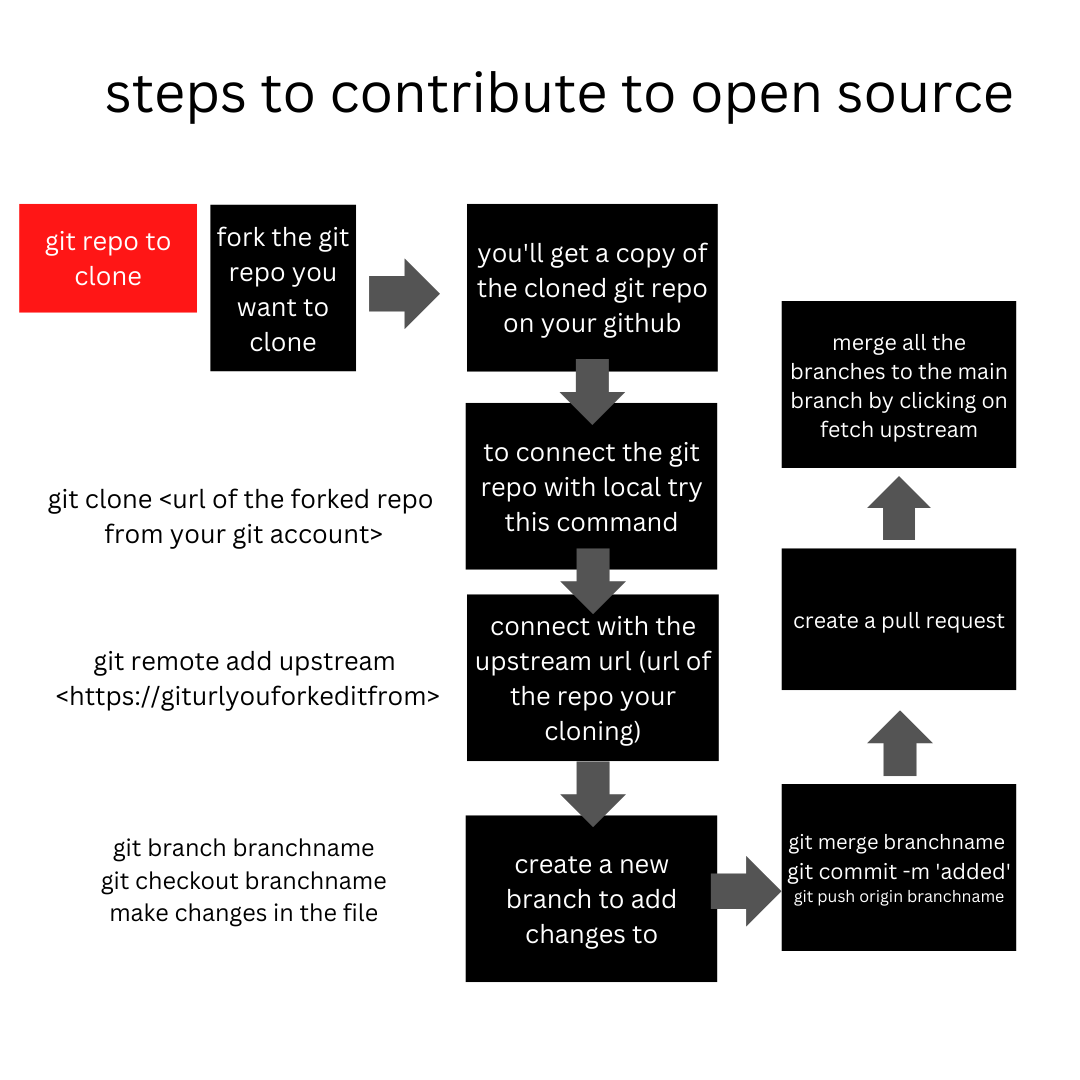 steps to contribute to open source
git repo to
clone
fork the git
repo you
want to
clone
you'll get a copy of
the cloned git repo
on your github
to connect the git
repo with local try
this command
git clone <url of the forked repo
from your git account>
connect with the
upstream url (url of
the repo your
cloning)
git remote add upstream
<https://giturlyouforkeditfrom>
create a new
branch to add
changes to
git branch branchname
git checkout branchname
make changes in the file
git merge branchname
git commit -m 'added'
git push origin branchname
create a pull request
merge all the
branches to the main
branch by clicking on
fetch upstream